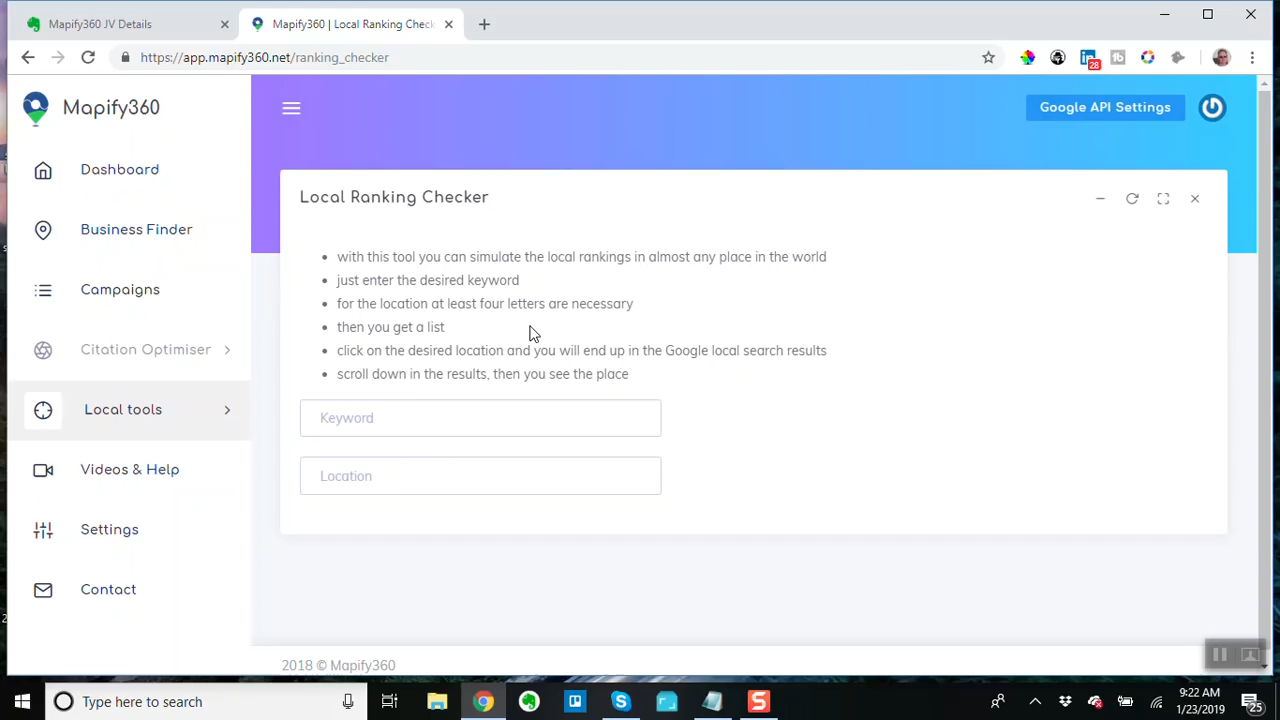 Mapify360 JV Details
Mapify360 | Local Ranking Chec
https://app.mapify360.net/ranking_checker
28
Mapify360
Google API Settings
Dashboard
Business Finder
Campaigns
Citation Optimiser
Local tools
Videos & Help
Settings
Contact
Local Ranking Checker
with this tool you can simulate the local rankings in almost any place in the world
just enter the desired keyword
for the location at least four letters are necessary
then you get a list
click on the desired location and you will end up in the Google local search results
scroll down in the results, then you see the place
Keyword
Location
2018 © Mapify360
Type here to search
9:22 AM
1/23/2019
25